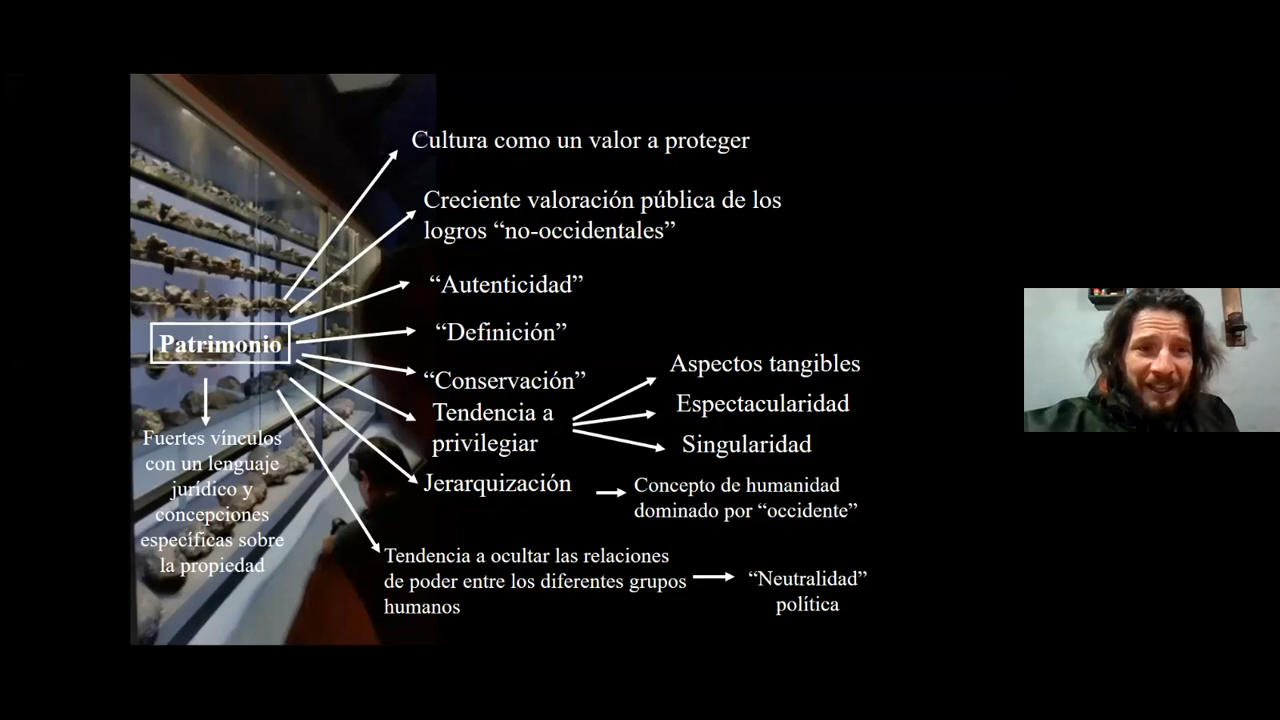 Cultura como un valor a proteger
Creciente valoración pública de los
logros “no-occidentales”
“Autenticidad”
“Definición”
Patrimonio
“Conservación”
Tendencia a
privilegiar
Aspectos tangibles
Espectacularidad
Singularidad
Jerarquización
Concepto de humanidad
dominado por “occidente”
Fuertes vínculos
con un lenguaje
jurídico y
concepciones
específicas sobre
la propiedad
Tendencia a ocultar las relaciones
de poder entre los diferentes grupos
humanos
“Neutralidad”
política